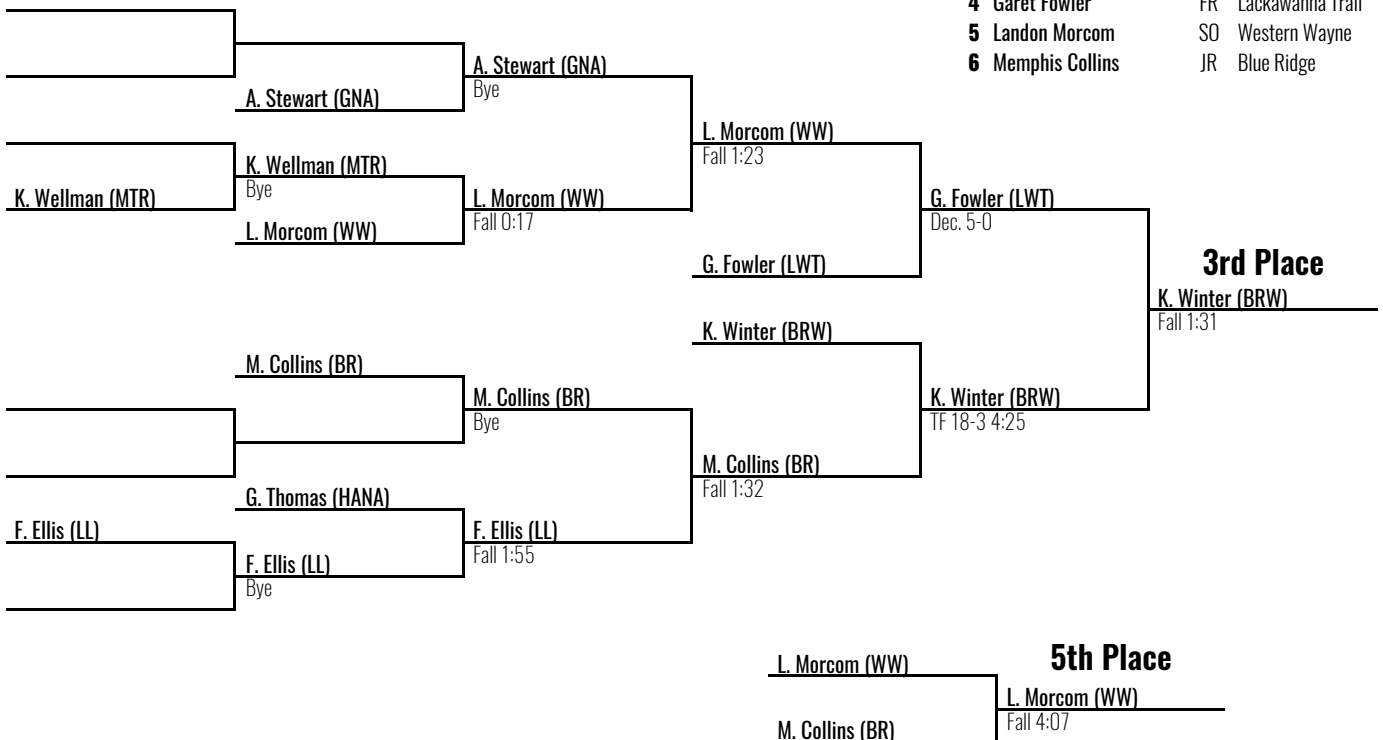 4 Garet Fowler FR Lackawanna Trail
5 Landon Morcom SO Western Wayne
6 Memphis Collins JR Blue Ridge
A. Stewart (GNA)
Bye
A. Stewart (GNA)
L. Morcom (WW)
Fall 1:23
K. Wellman (MTR)
Bye
K. Wellman (MTR)
L. Morcom (WW)
Fall 0:17
G. Fowler (LWT)
Dec. 5-0
L. Morcom (WW)
3rd Place
G. Fowler (LWT)
K. Winter (BRW)
Fall 1:31
K. Winter (BRW)
M. Collins (BR)
M. Collins (BR)
Bye
K. Winter (BRW)
TF 18-3 4:25
M. Collins (BR)
Fall 1:32
G. Thomas (HANA)
F. Ellis (LL)
F. Ellis (LL)
Fall 1:55
F. Ellis (LL)
Bye
5th Place
L. Morcom (WW)
L. Morcom (WW)
Fall 4:07
M. Collins (BR)